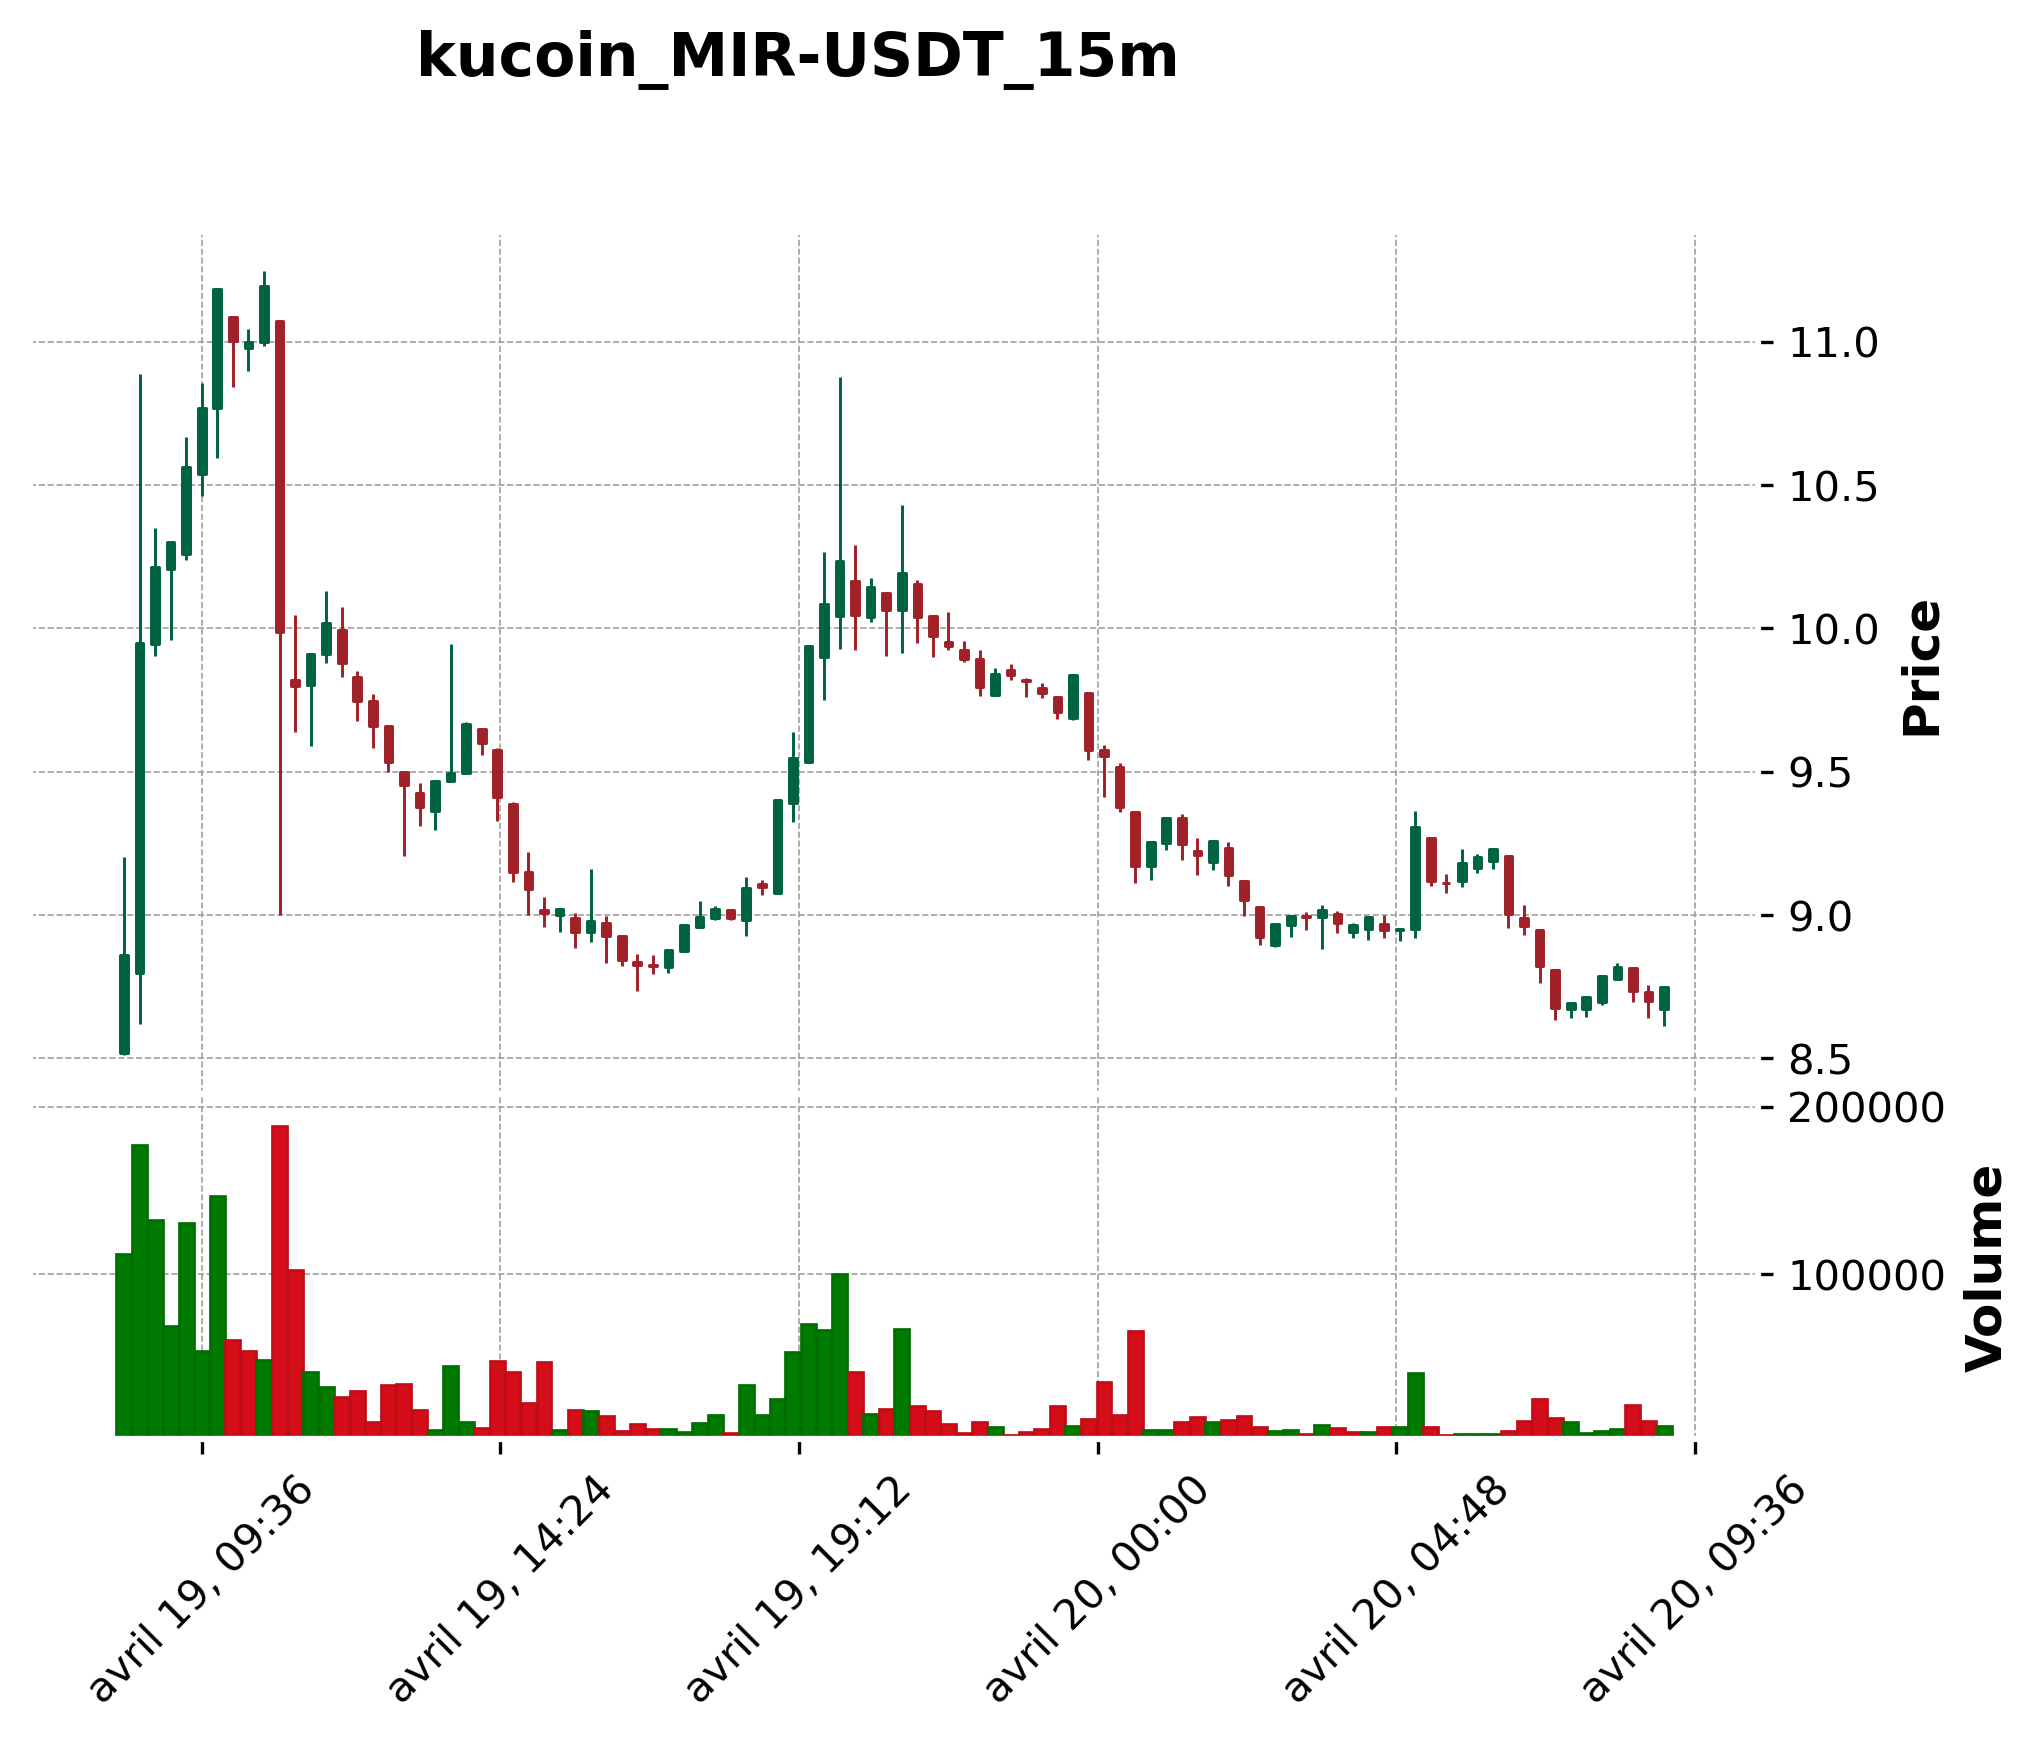 kucoin_MIR-USDT_15m
11.0
10.5
10.0
9.5
9.0
8.5
Price
200000
100000
Volume
avril 19, 09:36
avril 19, 14:24
avril 19, 19:12
avril 20, 00:00
avril 20, 04:48
avril 20, 09:36